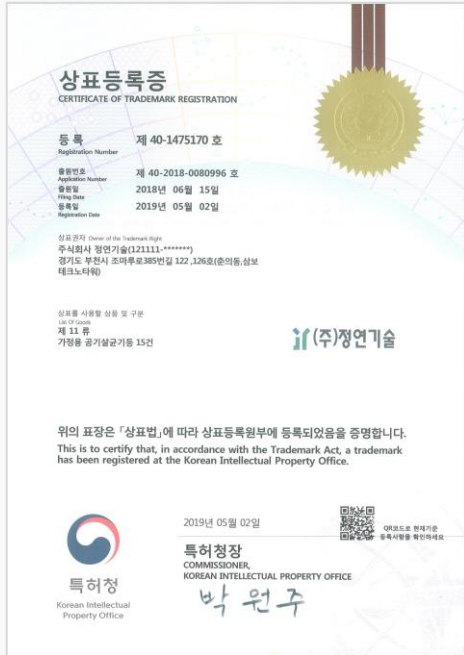 상표등록증
CERTIFICATE OF TRADEMARK REGISTRATION
등 록 제 40-1475170 호
Registration Number
출원번호 제 40-2018-0080996 호
Application Number
출원일 2018년 06월 15일
Filing Date
등록일 2019년 05월 02일
Registration Date
상표권자 Owner of the Trademark Right
주식회사 정연기술(121111-*******)
경기도 부천시 조마루로385번길 122 ,126호(춘의동,삼보
테크노타워)
상표를 사용할 상품 및 구분
List Of Goods
제 11 류
가정용 공기살균기등 15건
(주)정연기술
위의 표장은 「상표법」에 따라 상표등록원부에 등록되었음을 증명합니다.
This is to certify that, in accordance with the Trademark Act, a trademark
has been registered at the Korean Intellectual Property Office.
2019년 05월 02일
QR코드로 현재기준
등록사항을 확인하세요
특허청장
COMMISSIONER,
KOREAN INTELLECTUAL PROPERTY OFFICE
박원주
특허청
Korean Intellectual
Property Office